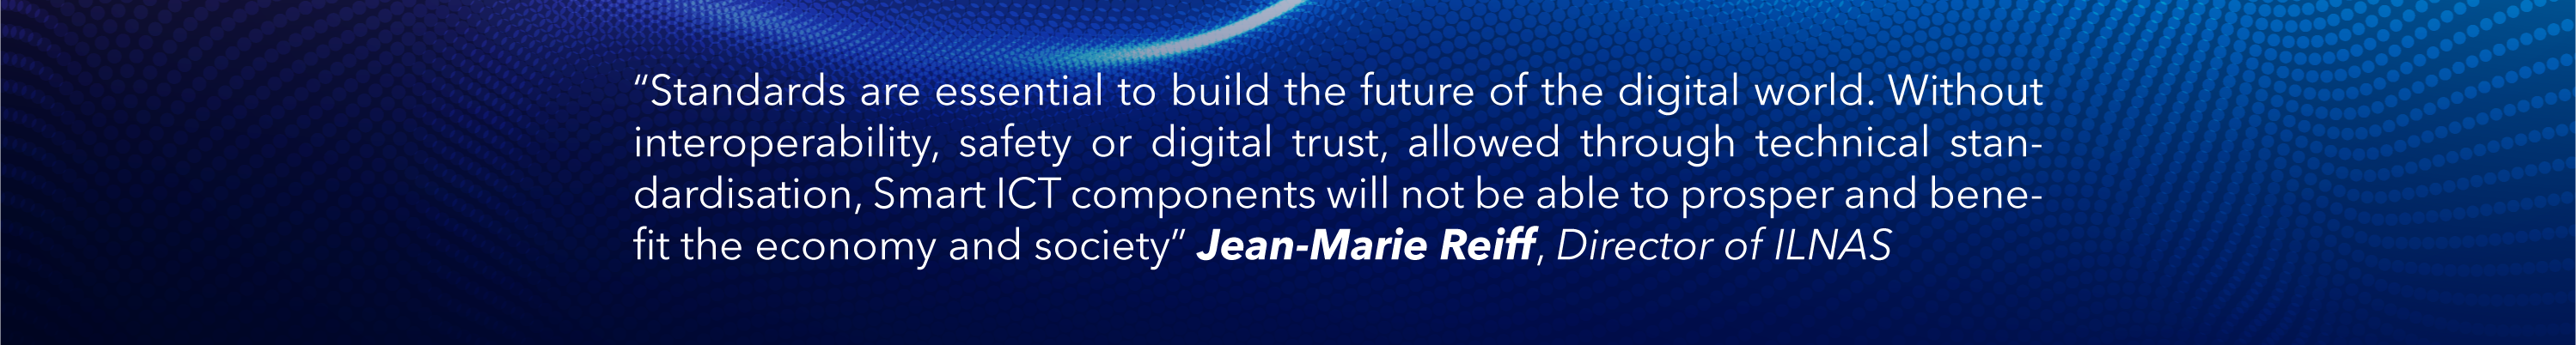 “Standards are essential to build the future of the digital world. Without
interoperability, safety or digital trust, allowed through technical stan-
dardisation, Smart ICT components will not be able to prosper and bene-
fit the economy and society” Jean-Marie Reiff, Director of ILNAS